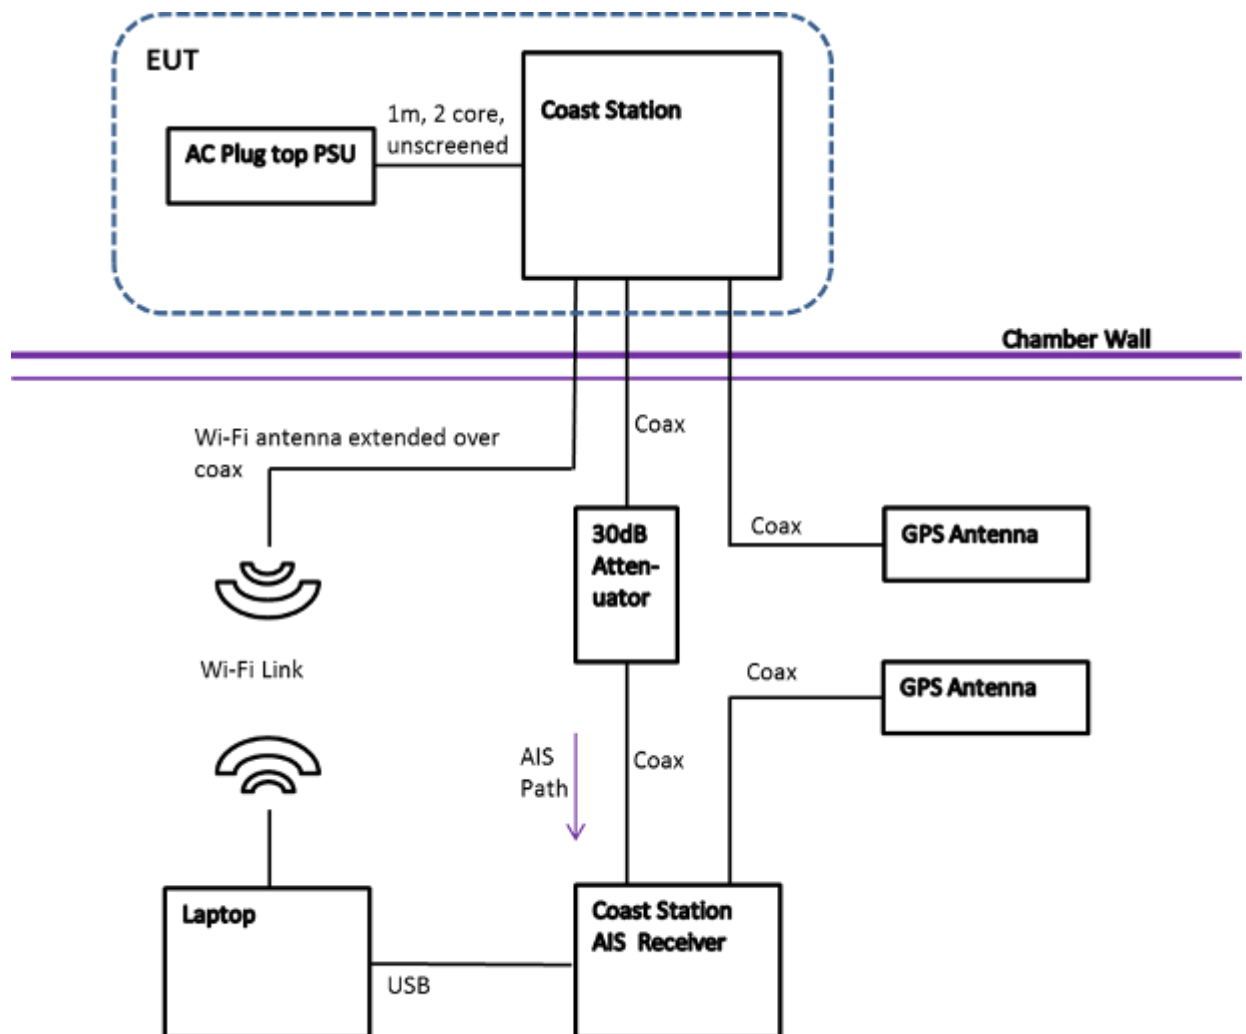 EUT
1m, 2 core,
unscreened
Coast Station
AC Plug top PSU
Chamber Wall
Wi-Fi antenna extended over
coax
Coax
30dB
Atten-
uator
Coax
GPS Antenna
Wi-Fi Link
Coax
GPS Antenna
AIS
Path
Coax
Laptop
Coast Station
AIS Receiver
USB